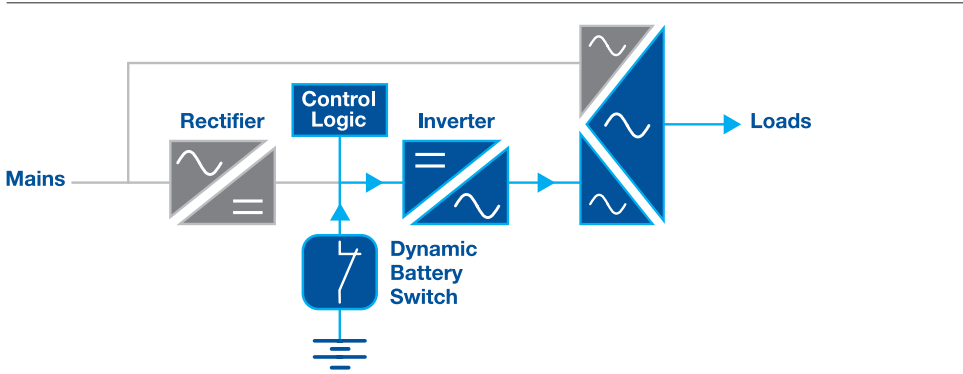 Control
Logic
Rectifier
Inverter
Loads
Mains
Dynamic
Battery
Switch